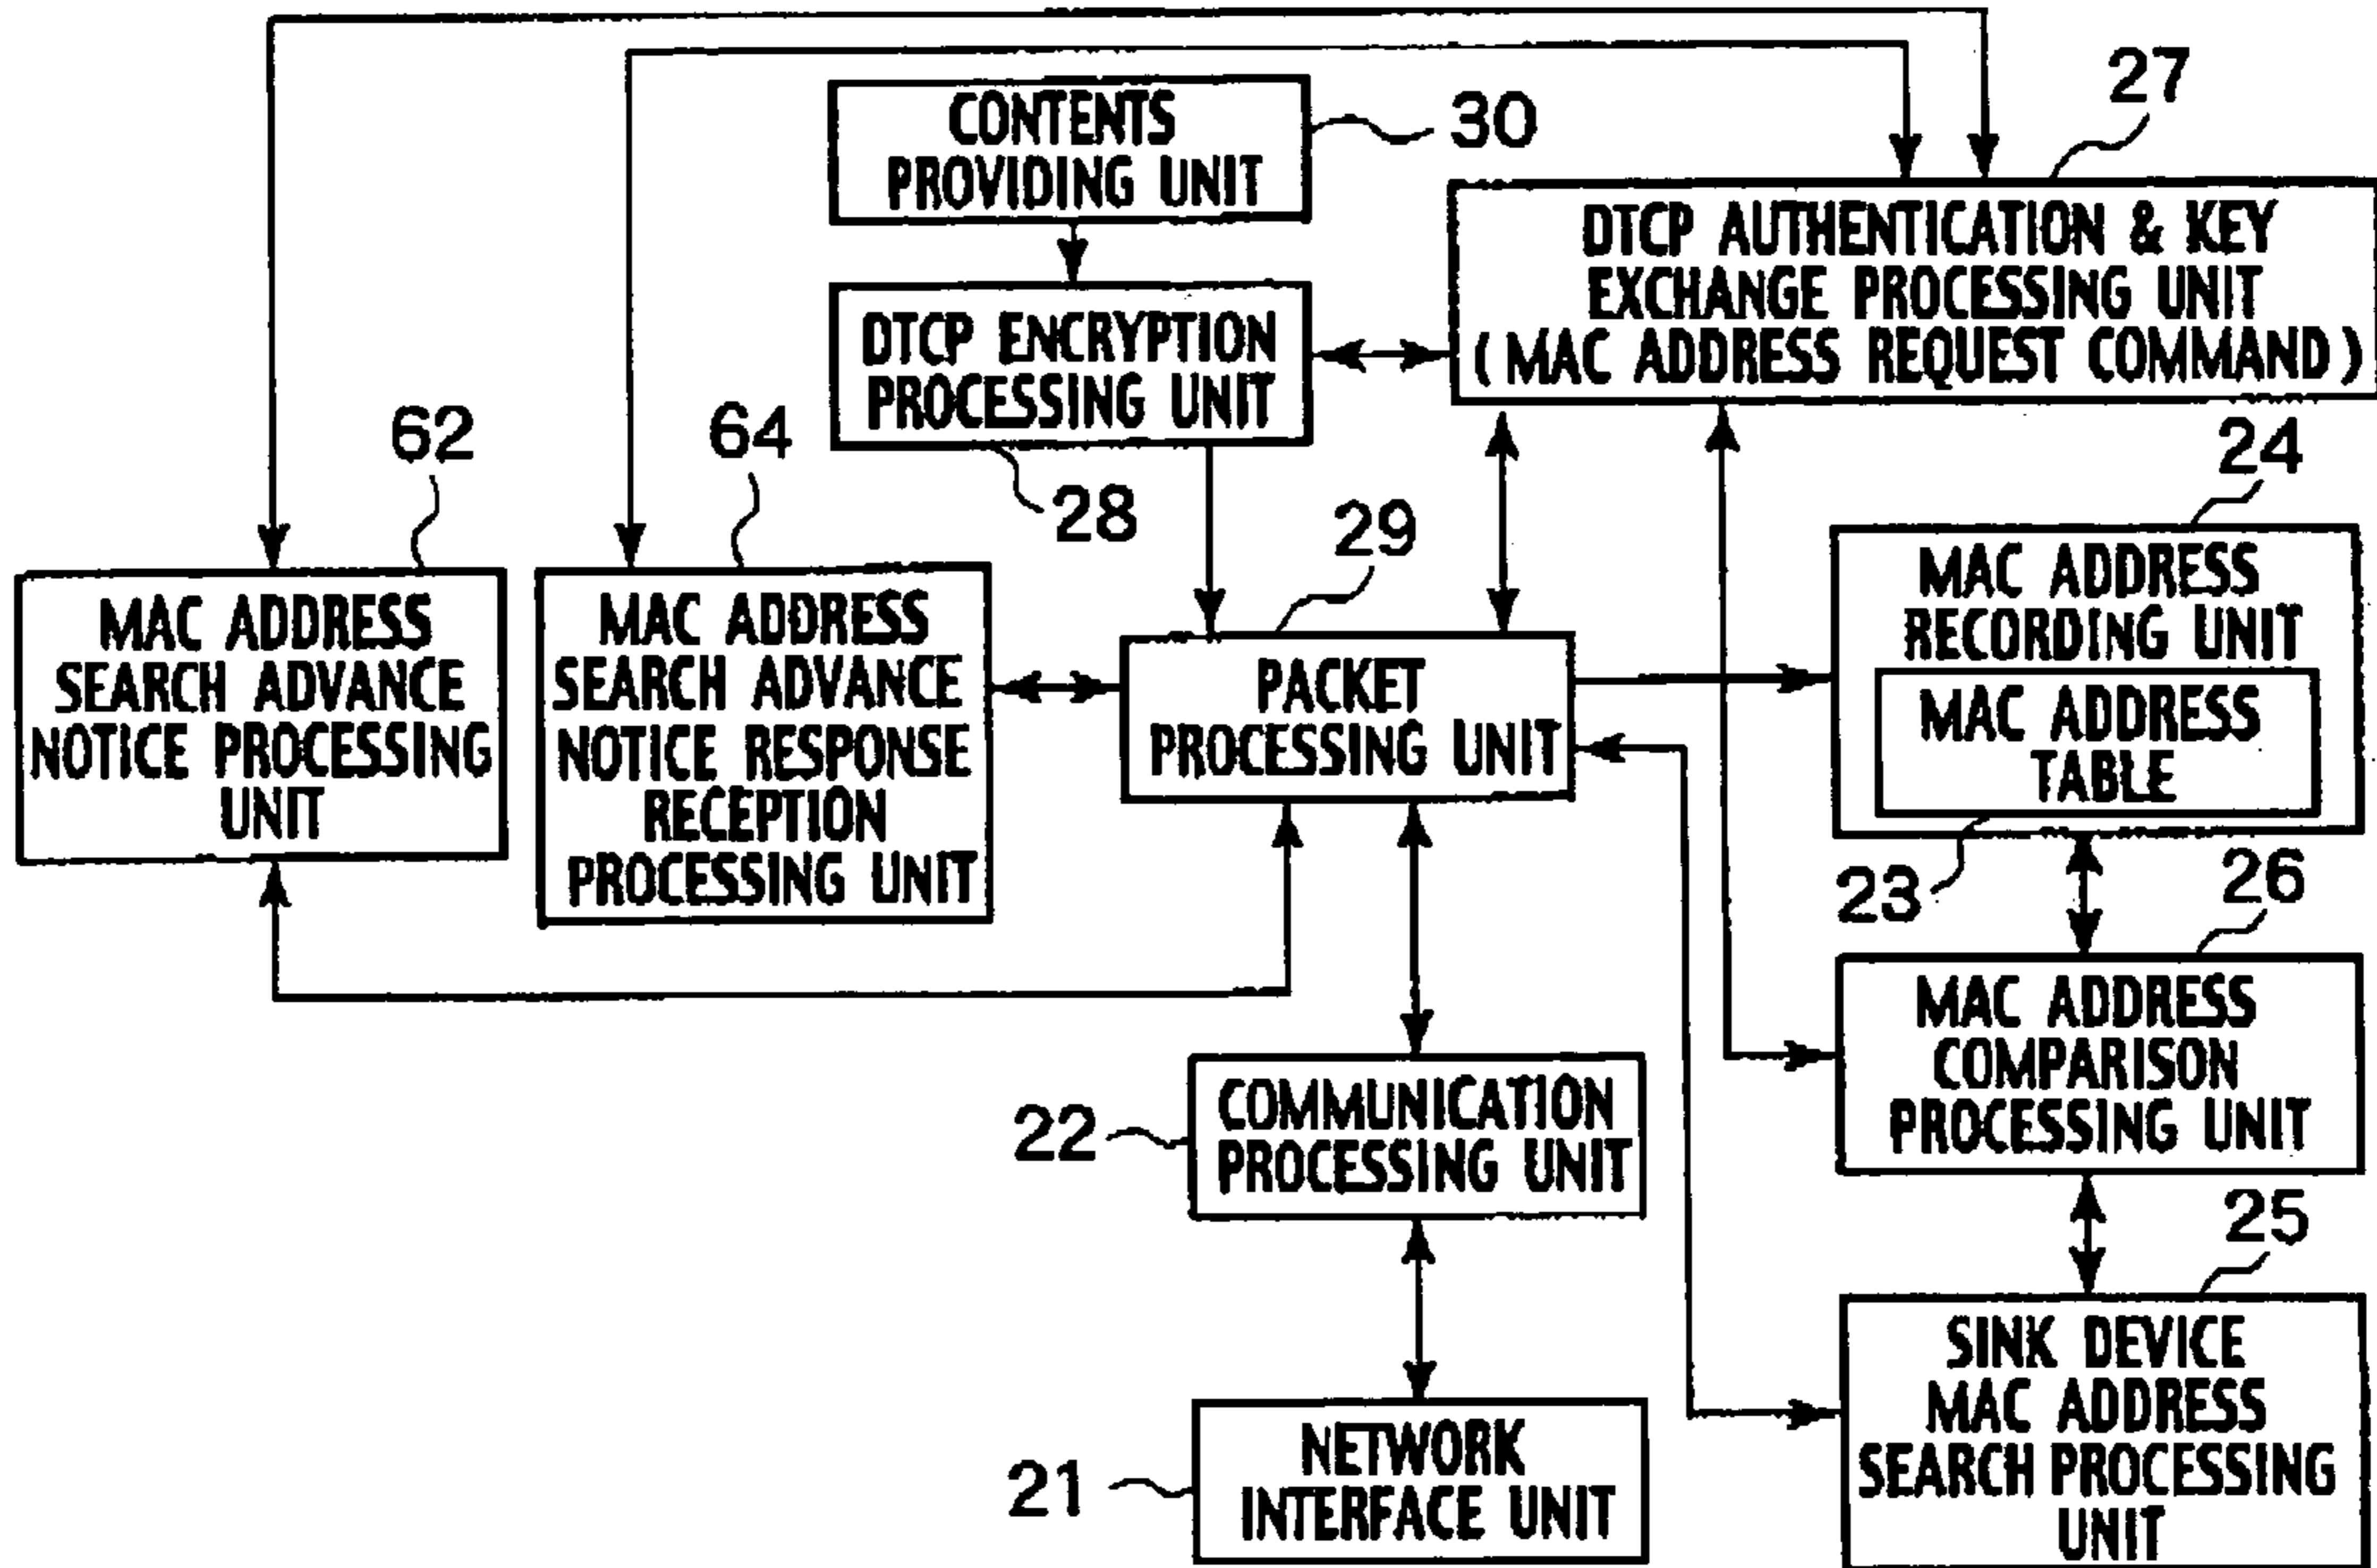 CONTENTS
PROVIDING UNIT
30
27
DTCP AUTHENTICATION & KEY
EXCHANGE PROCESSING UNIT
( MAC ADDRESS REQUEST COMMAND )
DTCP ENCRYPTION
PROCESSING UNIT
28
62
64
29
24
MAC ADDRESS
SEARCH ADVANCE
NOTICE PROCESSING
UNIT
MAC ADDRESS
SEARCH ADVANCE
NOTICE RESPONSE
RECEPTION
PROCESSING UNIT
PACKET
PROCESSING UNIT
MAC ADDRESS
RECORDING UNIT
MAC ADDRESS
TABLE
23
26
MAC ADDRESS
COMPARISON
PROCESSING UNIT
22
COMMUNICATION
PROCESSING UNIT
25
SINK DEVICE
MAC ADDRESS
SEARCH PROCESSING
UNIT
21
NETWORK
INTERFACE UNIT